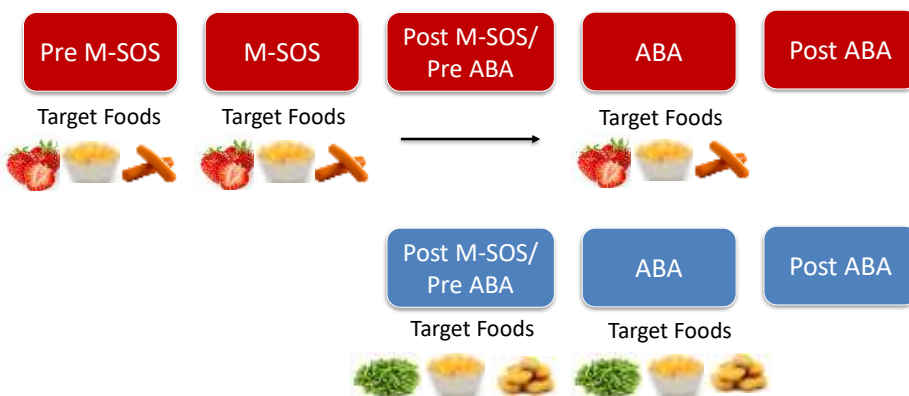 Pre M-SOS
M-SOS
Post M-SOS/
Pre ABA
ABA
Post ABA
Target Foods
Target Foods
Target Foods
Post M-SOS/
Pre ABA
ABA
Post ABA
Target Foods
Target Foods